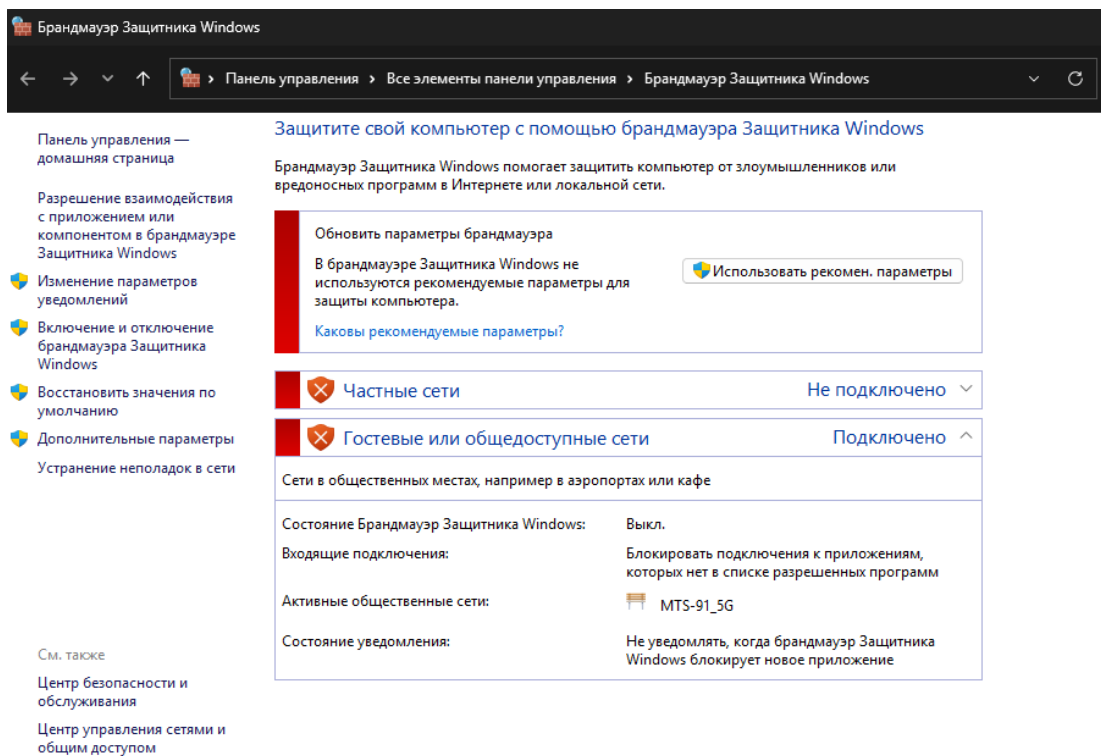 Брандмауэр Защитника Windows
Панель управления > Все элементы панели управления > Брандмауэр Защитника Windows
Панель управления —
домашняя страница
Разрешение взаимодействия
с приложением или
компонентом в брандмауэре
Защитника Windows
Изменение параметров
уведомлений
Включение и отключение
брандмауэра Защитника
Windows
Восстановить значения по
умолчанию
Дополнительные параметры
Устранение неполадок в сети
См. также
Центр безопасности и
обслуживания
Центр управления сетями и
общим доступом
Защитите свой компьютер с помощью брандмауэра Защитника Windows
Брандмауэр Защитника Windows помогает защитить компьютер от злоумышленников или
вредоносных программ в Интернете или локальной сети.
Обновить параметры брандмауэра
В брандмауэре Защитника Windows не
используются рекомендуемые параметры для
защиты компьютера.
Использовать рекомен. параметры
Каковы рекомендуемые параметры?
Частные сети Не подключено
Гостевые или общедоступные сети Подключено
Сети в общественных местах, например в аэропортах или кафе
Состояние Брандмауэр Защитника Windows: Выкл.
Входящие подключения: Блокировать подключения к приложениям,
которых нет в списке разрешенных программ
Активные общественные сети: MTS-91_5G
Состояние уведомления: Не уведомлять, когда брандмауэр Защитника
Windows блокирует новое приложение